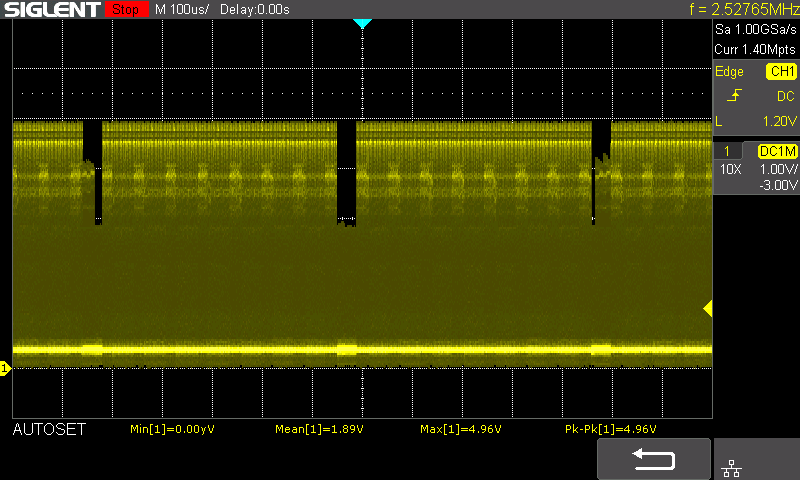 SIGLENT Stop M 100us/ Delay:0.00s f = 2.52765MHz
Sa 1.00GSa/s
Curr 1.40Mpts
Edge CH1
DC
L 1.20V
1 DC1M
10X 1.00V/
-3.00V
1
AUTOSET Min[1]=0.00yV Mean[1]=1.89V Max[1]=4.96V Pk-Pk[1]=4.96V